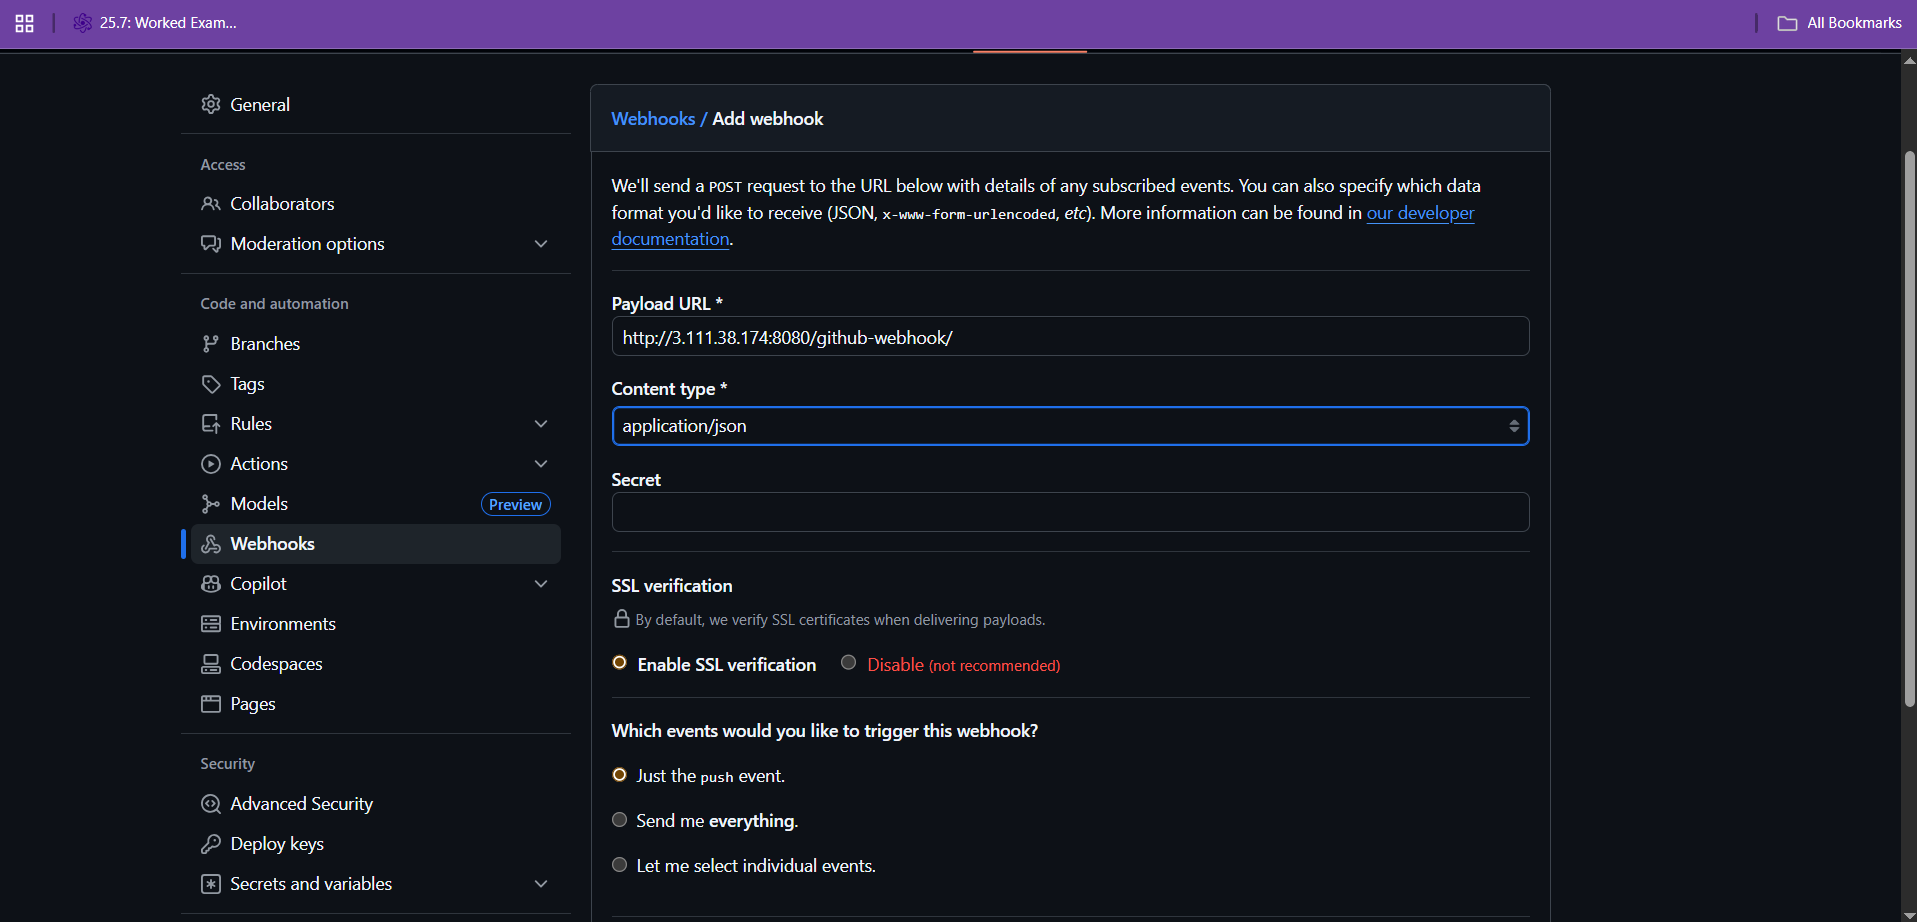 25.7: Worked Exam...
All Bookmarks
General
Access
Collaborators
Moderation options
Code and automation
Branches
Tags
Rules
Actions
Models
Preview
Webhooks
Copilot
Environments
Codespaces
Pages
Security
Advanced Security
Deploy keys
Secrets and variables
Webhooks / Add webhook
We'll send a POST request to the URL below with details of any subscribed events. You can also specify which data
format you'd like to receive (JSON, x-www-form-urlencoded, etc). More information can be found in our developer
documentation.
Payload URL *
http://3.111.38.174:8080/github-webhook/
Content type *
application/json
Secret
SSL verification
By default, we verify SSL certificates when delivering payloads.
Enable SSL verification
Disable (not recommended)
Which events would you like to trigger this webhook?
Just the push event.
Send me everything.
Let me select individual events.